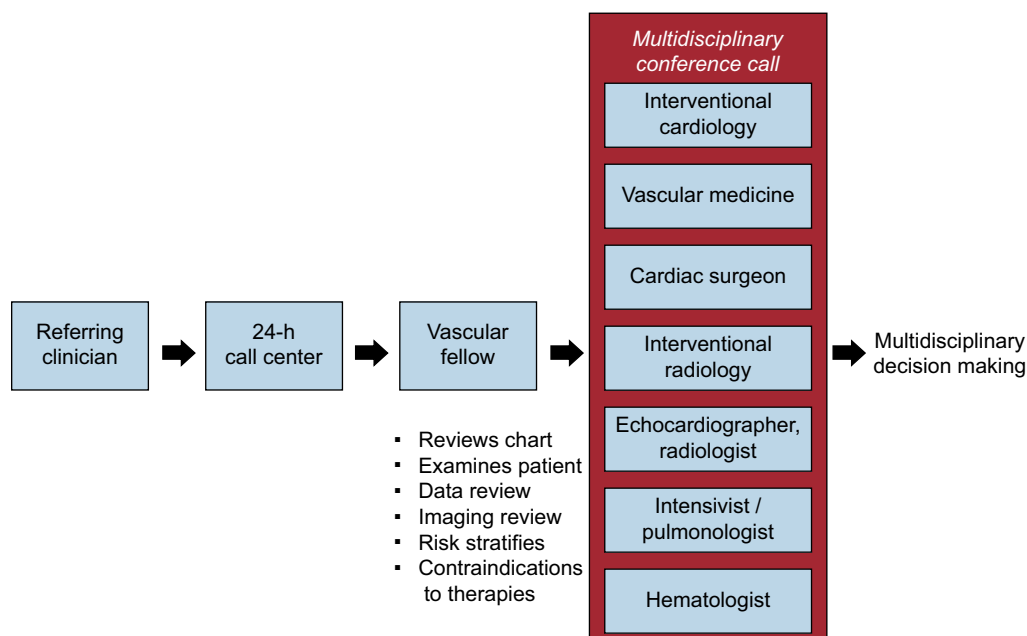 Referring
clinician
24-h
call center
Vascular
fellow
▪ Reviews chart
▪ Examines patient
▪ Data review
▪ Imaging review
▪ Risk stratifies
▪ Contraindications
to therapies
Multidisciplinary
conference call
Interventional
cardiology
Vascular medicine
Cardiac surgeon
Interventional
radiology
Echocardiographer,
radiologist
Intensivist /
pulmonologist
Hematologist
Multidisciplinary
decision making